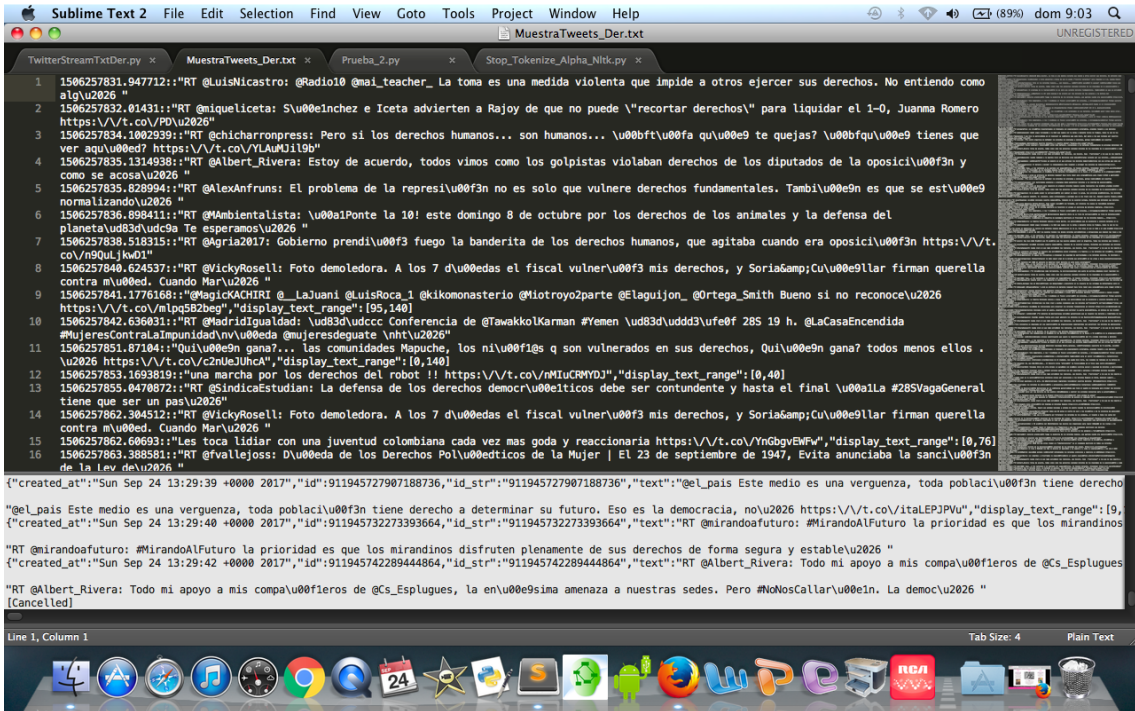 Sublime Text 2 File Edit Selection Find View Goto Tools Project Window Help (89%) dom 9:03
MuestraTweets_Der.txt UNREGISTERED
TwitterStreamTxtDer.py × MuestraTweets_Der.txt × Prueba_2.py × Stop_Tokenize_Alpha_Nltk.py ×
1 1506257831.947712::"RT @LuisNicastro: @Radio10 @mai_teacher_ La toma es una medida violenta que impide a otros ejercer sus derechos. No entiendo como
alg\u2026 "
2 1506257832.01431::"RT @miqueliceta: S\u00e1nchez e Iceta advierten a Rajoy de que no puede \"recortar derechos\" para liquidar el 1-O, Juanma Romero
https:\/\/t.co\/PD\u2026"
3 1506257834.1002939::"RT @chicharronpress: Pero si los derechos humanos... son humanos... \u00bft\u00fa qu\u00e9 te quejas? \u00bfqu\u00e9 tienes que
ver aqu\u00ed? https:\/\/t.co\/YLAuMJil9b"
4 1506257835.1314938::"RT @Albert_Rivera: Estoy de acuerdo, todos vimos como los golpistas violaban derechos de los diputados de la oposici\u00f3n y
como se acosa\u2026 "
5 1506257835.828994::"RT @AlexAnfruns: El problema de la represi\u00f3n no es solo que vulnere derechos fundamentales. Tambi\u00e9n es que se est\u00e9
normalizando\u2026 "
6 1506257836.898411::"RT @MAmbientalista: \u00a1Ponte la 10! este domingo 8 de octubre por los derechos de los animales y la defensa del
planeta\ud83d\udc9a Te esperamos\u2026 "
7 1506257838.518315::"RT @Agria2017: Gobierno prendi\u00f3 fuego la banderita de los derechos humanos, que agitaba cuando era oposici\u00f3n https:\/\/t.
co\/n9QuLjkwD1"
8 1506257840.624537::"RT @VickyRosell: Foto demoledora. A los 7 d\u00edas el fiscal vulner\u00f3 mis derechos, y Soria&amp;Cu\u00e9llar firman querella
contra m\u00ed. Cuando Mar\u2026 "
9 1506257841.1776168::"@MagicKACHIRI @__LaJuani @LuisRoca_1 @kikomonasterio @Miotroyo2parte @Elaguijon_ @Ortega_Smith Bueno si no reconoce\u2026
https:\/\/t.co\/mlpq5B2beg","display_text_range":[95,140]
10 1506257842.636031::"RT @MadridIgualdad: \ud83d\udccc Conferencia de @TawakkolKarman #Yemen \ud83d\uddd3\ufe0f 28S 19 h. @LaCasaEncendida
#MujeresContraLaImpunidad\nv\u00eda @mujeresdeguate \nht\u2026"
11 1506257851.87104::"Qui\u00e9n gana?... las comunidades Mapuche, los ni\u00f1@s q son vulnerados en sus derechos, Qui\u00e9n gan? todos menos ellos .
\u2026 https:\/\/t.co\/c2nUeJUhcA","display_text_range":[0,140]
12 1506257853.1693819::"una marcha por los derechos del robot !! https:\/\/t.co\/nMIuCRMYDJ","display_text_range":[0,40]
13 1506257855.0470872::"RT @SindicaEstudian: La defensa de los derechos democr\u00e1ticos debe ser contundente y hasta el final \u00a1La #28SVagaGeneral
tiene que ser un pas\u2026"
14 1506257862.304512::"RT @VickyRosell: Foto demoledora. A los 7 d\u00edas el fiscal vulner\u00f3 mis derechos, y Soria&amp;Cu\u00e9llar firman querella
contra m\u00ed. Cuando Mar\u2026 "
15 1506257862.60693::"Les toca lidiar con una juventud colombiana cada vez mas goda y reaccionaria https:\/\/t.co\/YnGbgvEWFw","display_text_range":[0,76]
16 1506257863.388581::"RT @fvallejoss: D\u00eda de los Derechos Pol\u00edticos de la Mujer | El 23 de septiembre de 1947, Evita anunciaba la sanci\u00f3n
de la Ley de\u2026 "
{"created_at":"Sun Sep 24 13:29:39 +0000 2017","id":911945727907188736,"id_str":"911945727907188736","text":"@el_pais Este medio es una verguenza, toda poblaci\u00f3n tiene derecho
"@el_pais Este medio es una verguenza, toda poblaci\u00f3n tiene derecho a determinar su futuro. Eso es la democracia, no\u2026 https:\/\/t.co\/itaLEPJPVu","display_text_range":[9,
{"created_at":"Sun Sep 24 13:29:40 +0000 2017","id":911945732273393664,"id_str":"911945732273393664","text":"RT @mirandoafuturo: #MirandoAlFuturo la prioridad es que los mirandinos
"RT @mirandoafuturo: #MirandoAlFuturo la prioridad es que los mirandinos disfruten plenamente de sus derechos de forma segura y estable\u2026 "
{"created_at":"Sun Sep 24 13:29:42 +0000 2017","id":911945742289444864,"id_str":"911945742289444864","text":"RT @Albert_Rivera: Todo mi apoyo a mis compa\u00f1eros de @Cs_Esplugues
"RT @Albert_Rivera: Todo mi apoyo a mis compa\u00f1eros de @Cs_Esplugues, la en\u00e9sima amenaza a nuestras sedes. Pero #NoNosCallar\u00e1n. La democ\u2026 "
[Cancelled]
Line 1, Column 1 Tab Size: 4 Plain Text
SEP
24
S
RCA